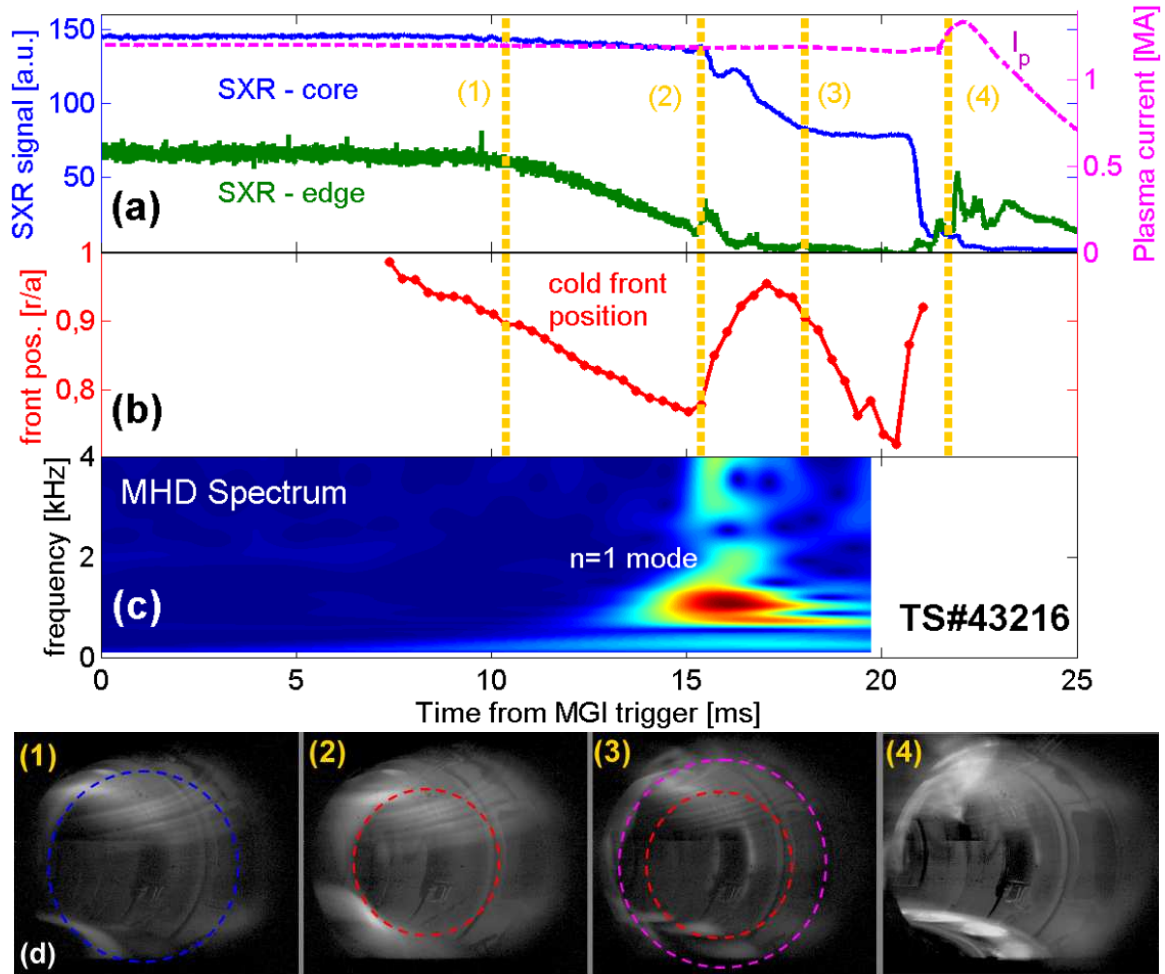 150
100
50
0
SXR signal [a.u.]
SXR - core
SXR - edge
(1)
(2)
(3)
(4)
Ip
1
0.5
0
Plasma current [MA]
(a)
1
0,9
0,8
front pos. [r/a]
cold front
position
(b)
4
2
0
frequency [kHz]
MHD Spectrum
n=1 mode
(c)
TS#43216
0
5
10
15
20
25
Time from MGI trigger [ms]
(1)
(2)
(3)
(4)
(d)